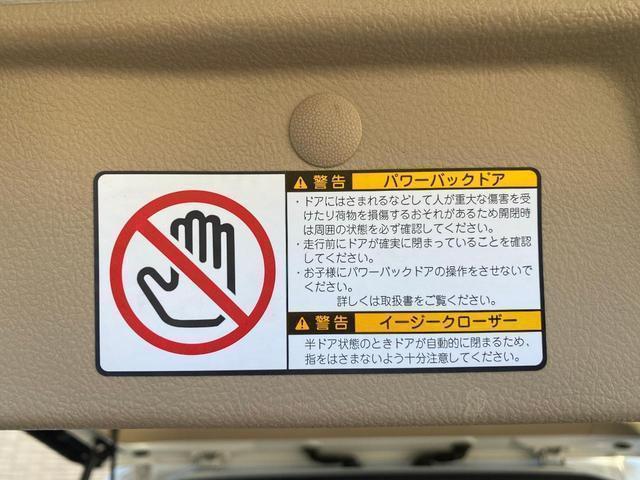 警告 パワーバックドア
・ドアにはさまれるなどして人が重大な傷害を受
けたり荷物を損傷するおそれがあるため開閉時
は周囲の状態を必ず確認してください。
・走行前にドアが確実に閉まっていることを確認
してください。
・お子様にパワーバックドアの操作をさせないで
ください。
詳しくは取扱書をご覧ください。
警告 イージークローザー
半ドア状態のときドアが自動的に閉まるため、
指をはさまないよう十分注意してください。